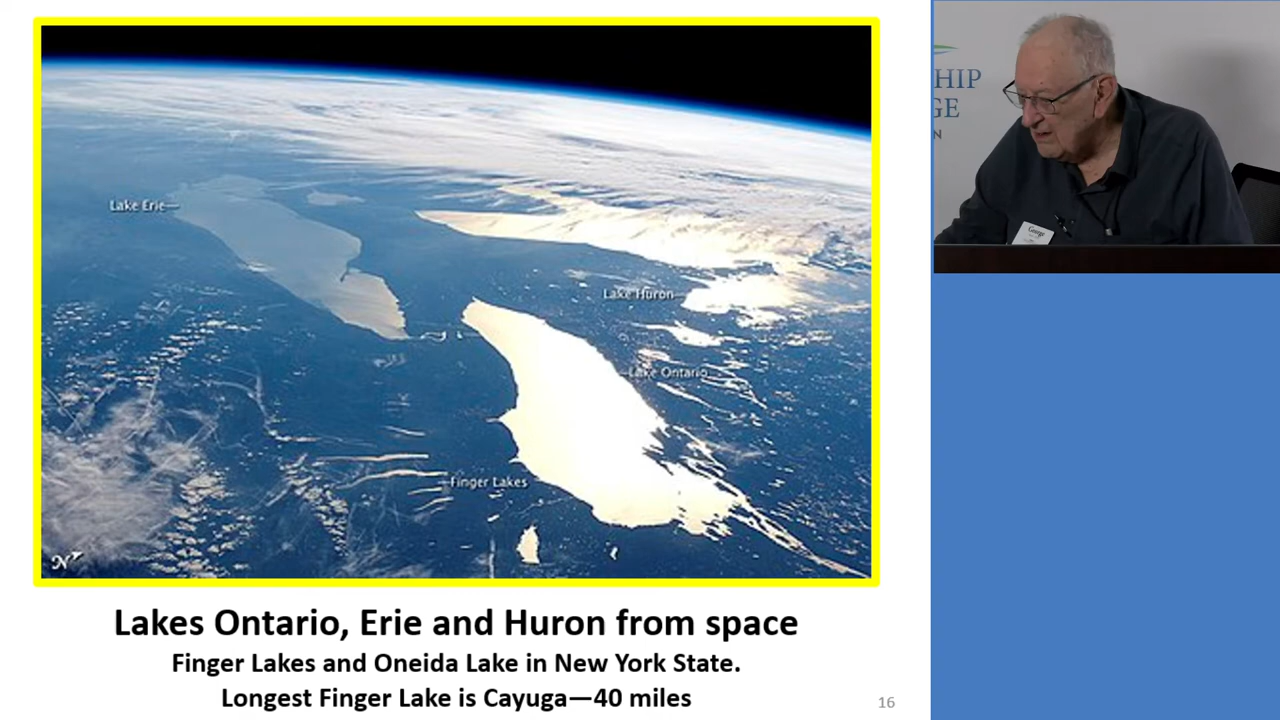 Lake Erie
Lake Huron
Lake Ontario
Finger Lakes
N
Lakes Ontario, Erie and Huron from space
Finger Lakes and Oneida Lake in New York State.
Longest Finger Lake is Cayuga—40 miles
16
HIP
GE
N
George